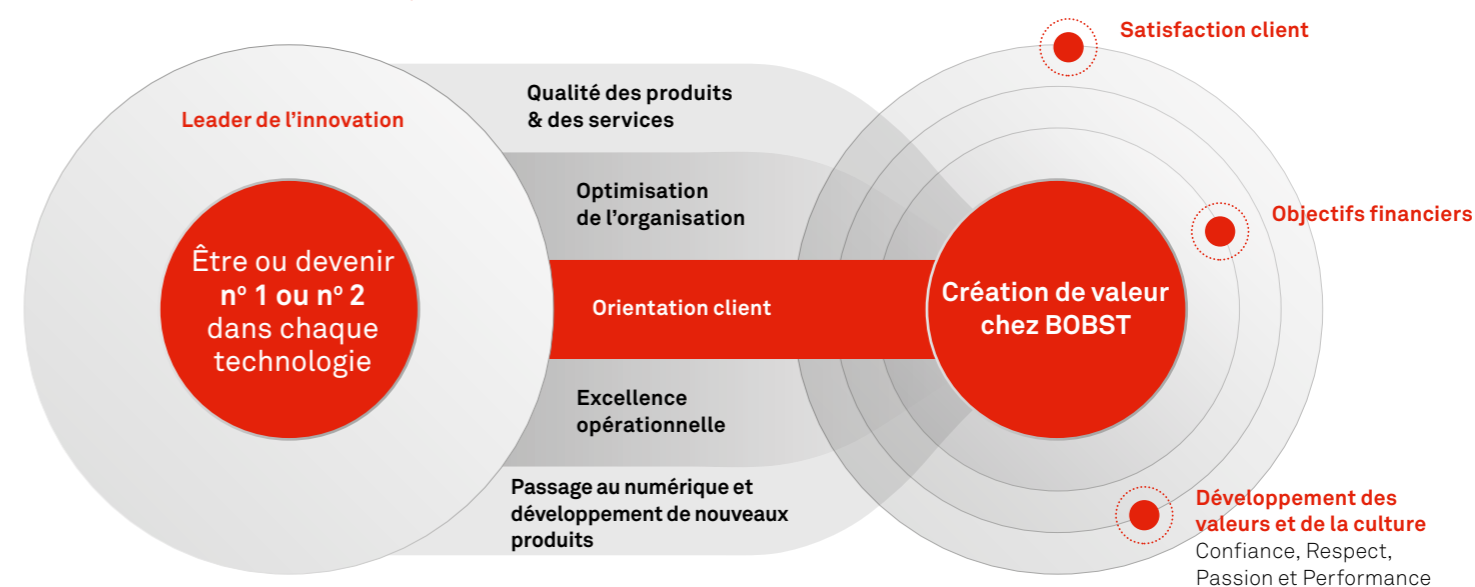 Leader de l’innovation
Être ou devenir
nº 1 ou nº 2
dans chaque
technologie
Qualité des produits
& des services
Optimisation
de l’organisation
Orientation client
Excellence
opérationnelle
Passage au numérique et
développement de nouveaux
produits
Création de valeur
chez BOBST
Satisfaction client
Objectifs financiers
Développement des
valeurs et de la culture
Confiance, Respect,
Passion et Performance